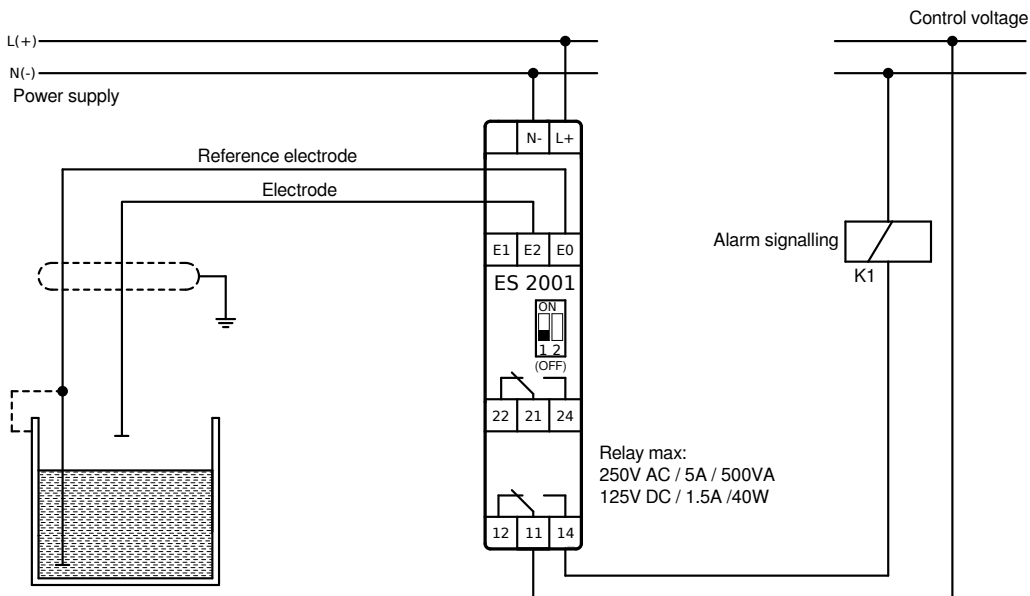 Control voltage
L(+)
N(-)
Power supply
N- L+
Reference electrode
Electrode
E1 E2 E0
Alarm signalling
K1
ES 2001
ON
1 2
(OFF)
22 21 24
Relay max:
250V AC / 5A / 500VA
125V DC / 1.5A /40W
12 11 14